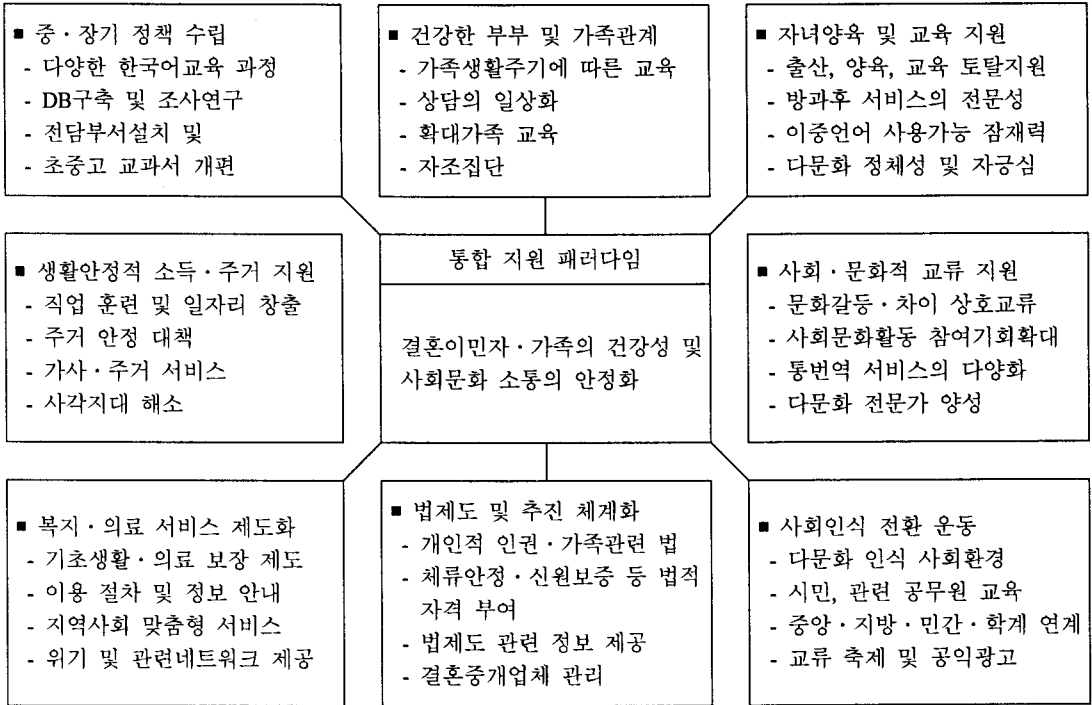 ■ 중·장기 정책 수립
- 다양한 한국어교육 과정
- DB구축 및 조사연구
- 전담부서설치 및
- 초중고 교과서 개편
■ 건강한 부부 및 가족관계
- 가족생활주기에 따른 교육
- 상담의 일상화
- 확대가족 교육
- 자조집단
■ 자녀양육 및 교육 지원
- 출산, 양육, 교육 토탈지원
- 방과후 서비스의 전문성
- 이중언어 사용가능 잠재력
- 다문화 정체성 및 자긍심
■ 생활안정적 소득·주거 지원
- 직업 훈련 및 일자리 창출
- 주거 안정 대책
- 가사·주거 서비스
- 사각지대 해소
통합 지원 패러다임
결혼이민자·가족의 건강성 및
사회문화 소통의 안정화
■ 사회·문화적 교류 지원
- 문화갈등·차이 상호교류
- 사회문화활동 참여기회확대
- 통번역 서비스의 다양화
- 다문화 전문가 양성
■ 복지·의료 서비스 제도화
- 기초생활·의료 보장 제도
- 이용 절차 및 정보 안내
- 지역사회 맞춤형 서비스
- 위기 및 관련네트워크 제공
■ 법제도 및 추진 체계화
- 개인적 인권·가족관련 법
- 체류안정·신원보증 등 법적
자격 부여
- 법제도 관련 정보 제공
- 결혼중개업체 관리
■ 사회인식 전환 운동
- 다문화 인식 사회환경
- 시민, 관련 공무원 교육
- 중앙·지방·민간·학계 연계
- 교류 축제 및 공익광고